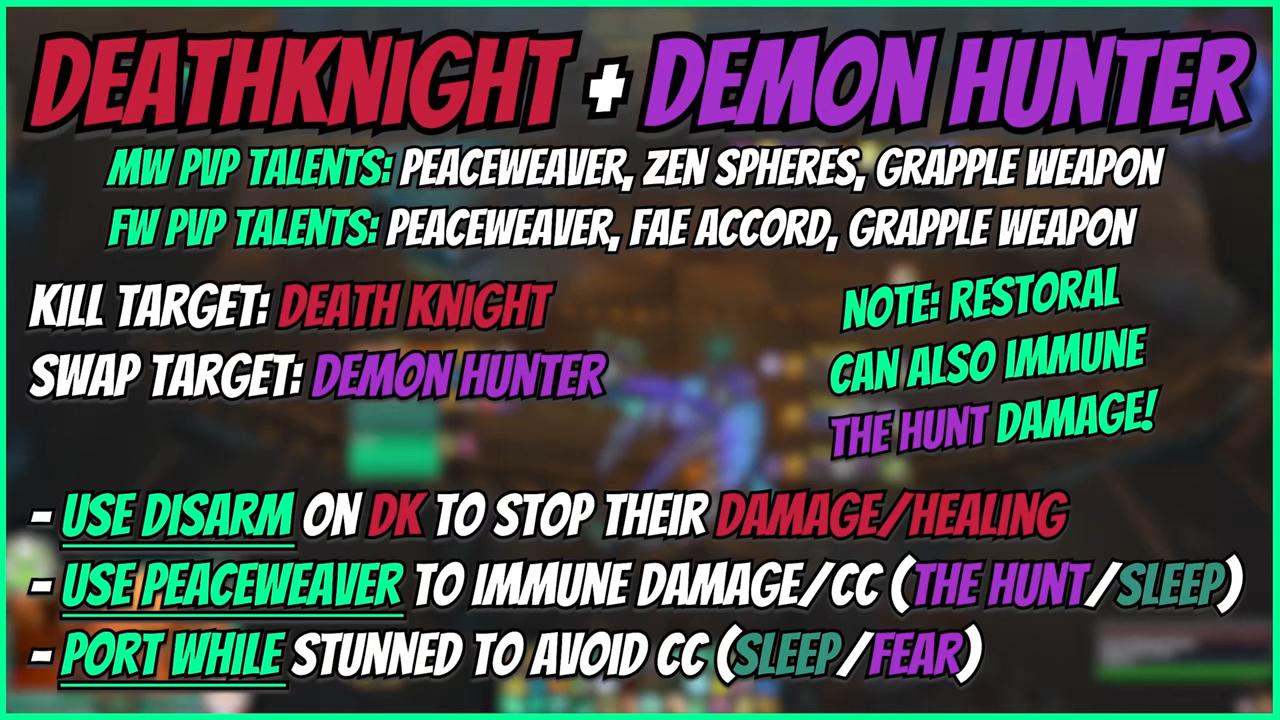 DEATHKNIGHT + DEMON HUNTER
MW PVP TALENTS: PEACEWEAVER, ZEN SPHERES, GRAPPLE WEAPON
FW PVP TALENTS: PEACEWEAVER, FAE ACCORD, GRAPPLE WEAPON
KILL TARGET: DEATH KNIGHT
SWAP TARGET: DEMON HUNTER
NOTE: RESTORAL
CAN ALSO IMMUNE
THE HUNT DAMAGE!
- USE DISARM ON DK TO STOP THEIR DAMAGE/HEALING
- USE PEACEWEAVER TO IMMUNE DAMAGE/CC (THE HUNT/SLEEP)
- PORT WHILE STUNNED TO AVOID CC (SLEEP/FEAR)